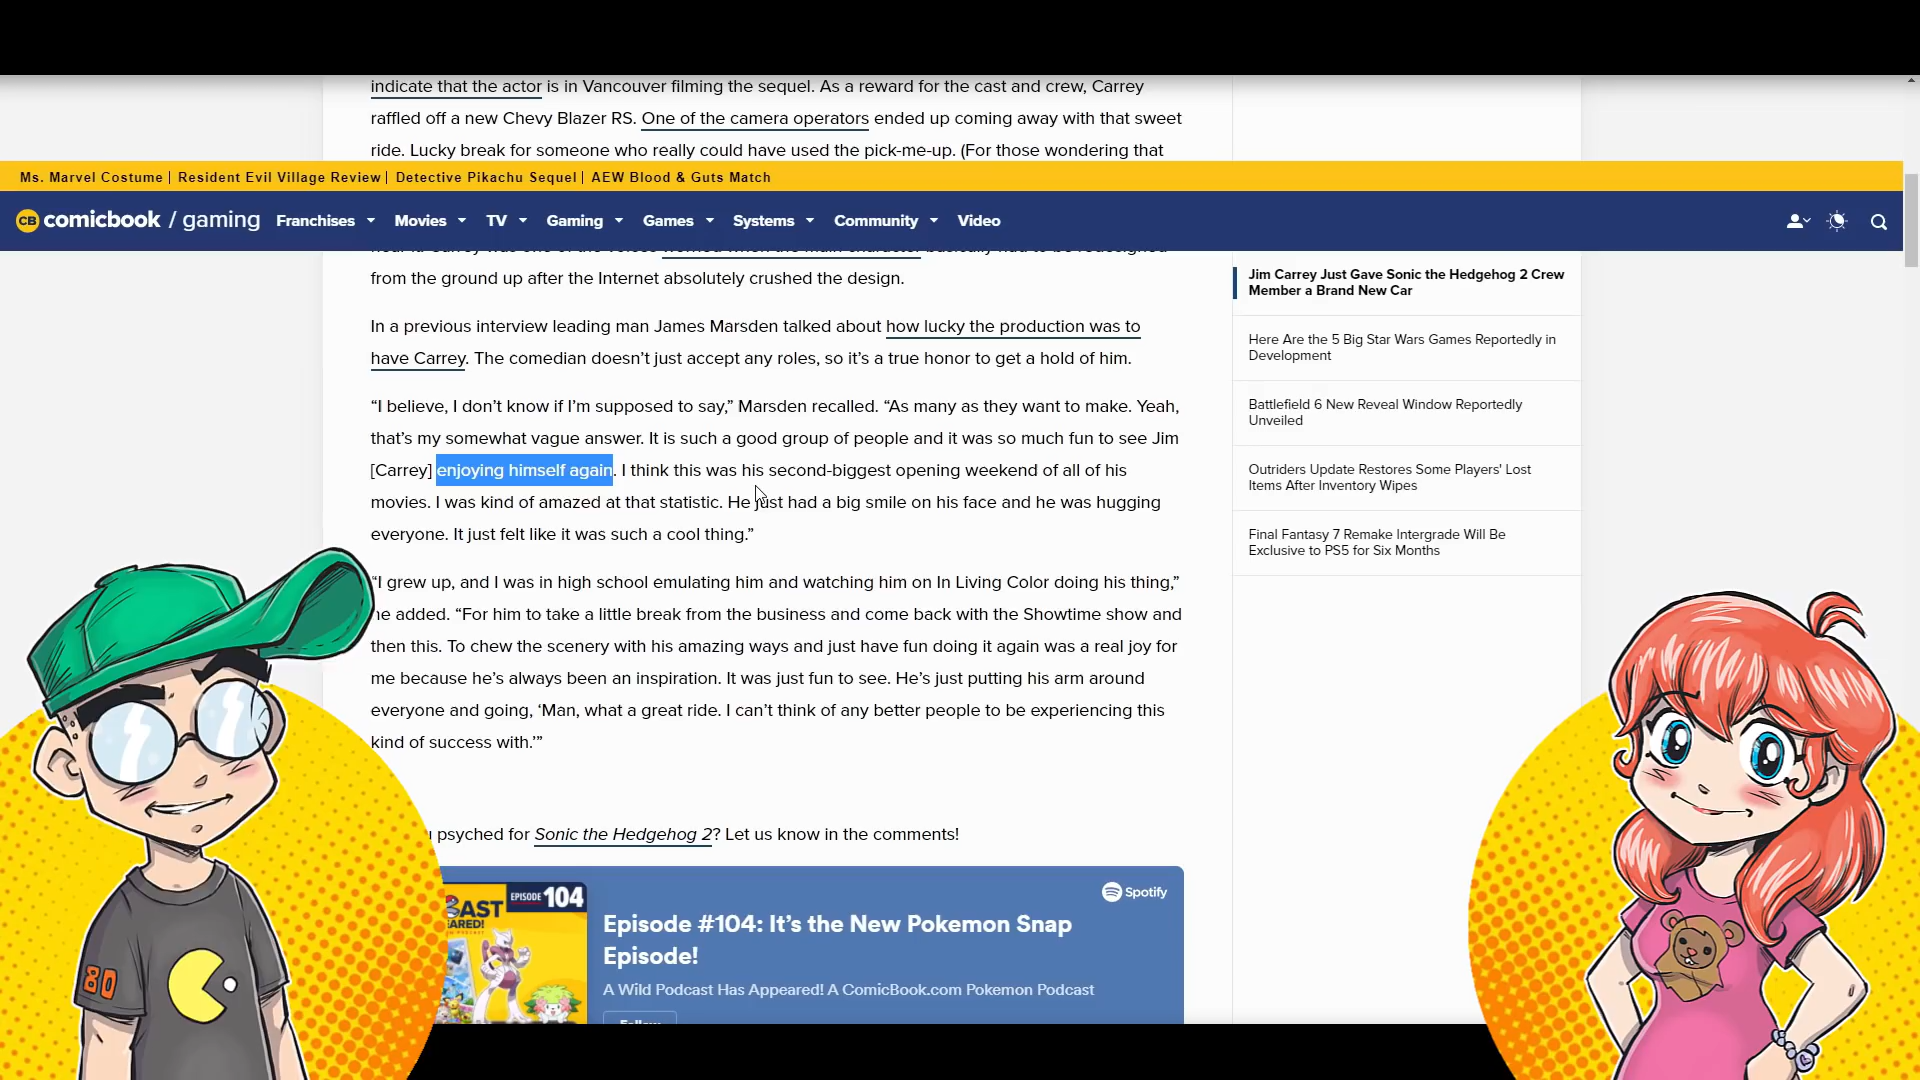 indicate that the actor is in Vancouver filming the sequel. As a reward for the cast and crew, Carrey
raffled off a new Chevy Blazer RS. One of the camera operators ended up coming away with that sweet
ride. Lucky break for someone who really could have used the pick-me-up. (For those wondering that
Ms. Marvel Costume | Resident Evil Village Review | Detective Pikachu Sequel | AEW Blood & Guts Match
CB comicbook / gaming Franchises Movies TV Gaming Games Systems Community Video
from the ground up after the Internet absolutely crushed the design.
In a previous interview leading man James Marsden talked about how lucky the production was to
have Carrey. The comedian doesn’t just accept any roles, so it’s a true honor to get a hold of him.
“I believe, I don’t know if I’m supposed to say,” Marsden recalled. “As many as they want to make. Yeah,
that’s my somewhat vague answer. It is such a good group of people and it was so much fun to see Jim
[Carrey] enjoying himself again. I think this was his second-biggest opening weekend of all of his
movies. I was kind of amazed at that statistic. He just had a big smile on his face and he was hugging
everyone. It just felt like it was such a cool thing.”
“I grew up, and I was in high school emulating him and watching him on In Living Color doing his thing,”
he added. “For him to take a little break from the business and come back with the Showtime show and
then this. To chew the scenery with his amazing ways and just have fun doing it again was a real joy for
me because he’s always been an inspiration. It was just fun to see. He’s just putting his arm around
everyone and going, ‘Man, what a great ride. I can’t think of any better people to be experiencing this
kind of success with.’”
psyched for Sonic the Hedgehog 2? Let us know in the comments!
EPISODE 104
Spotify
Episode #104: It’s the New Pokemon Snap
Episode!
A Wild Podcast Has Appeared! A ComicBook.com Pokemon Podcast
Follow
Jim Carrey Just Gave Sonic the Hedgehog 2 Crew
Member a Brand New Car
Here Are the 5 Big Star Wars Games Reportedly in
Development
Battlefield 6 New Reveal Window Reportedly
Unveiled
Outriders Update Restores Some Players' Lost
Items After Inventory Wipes
Final Fantasy 7 Remake Intergrade Will Be
Exclusive to PS5 for Six Months
80